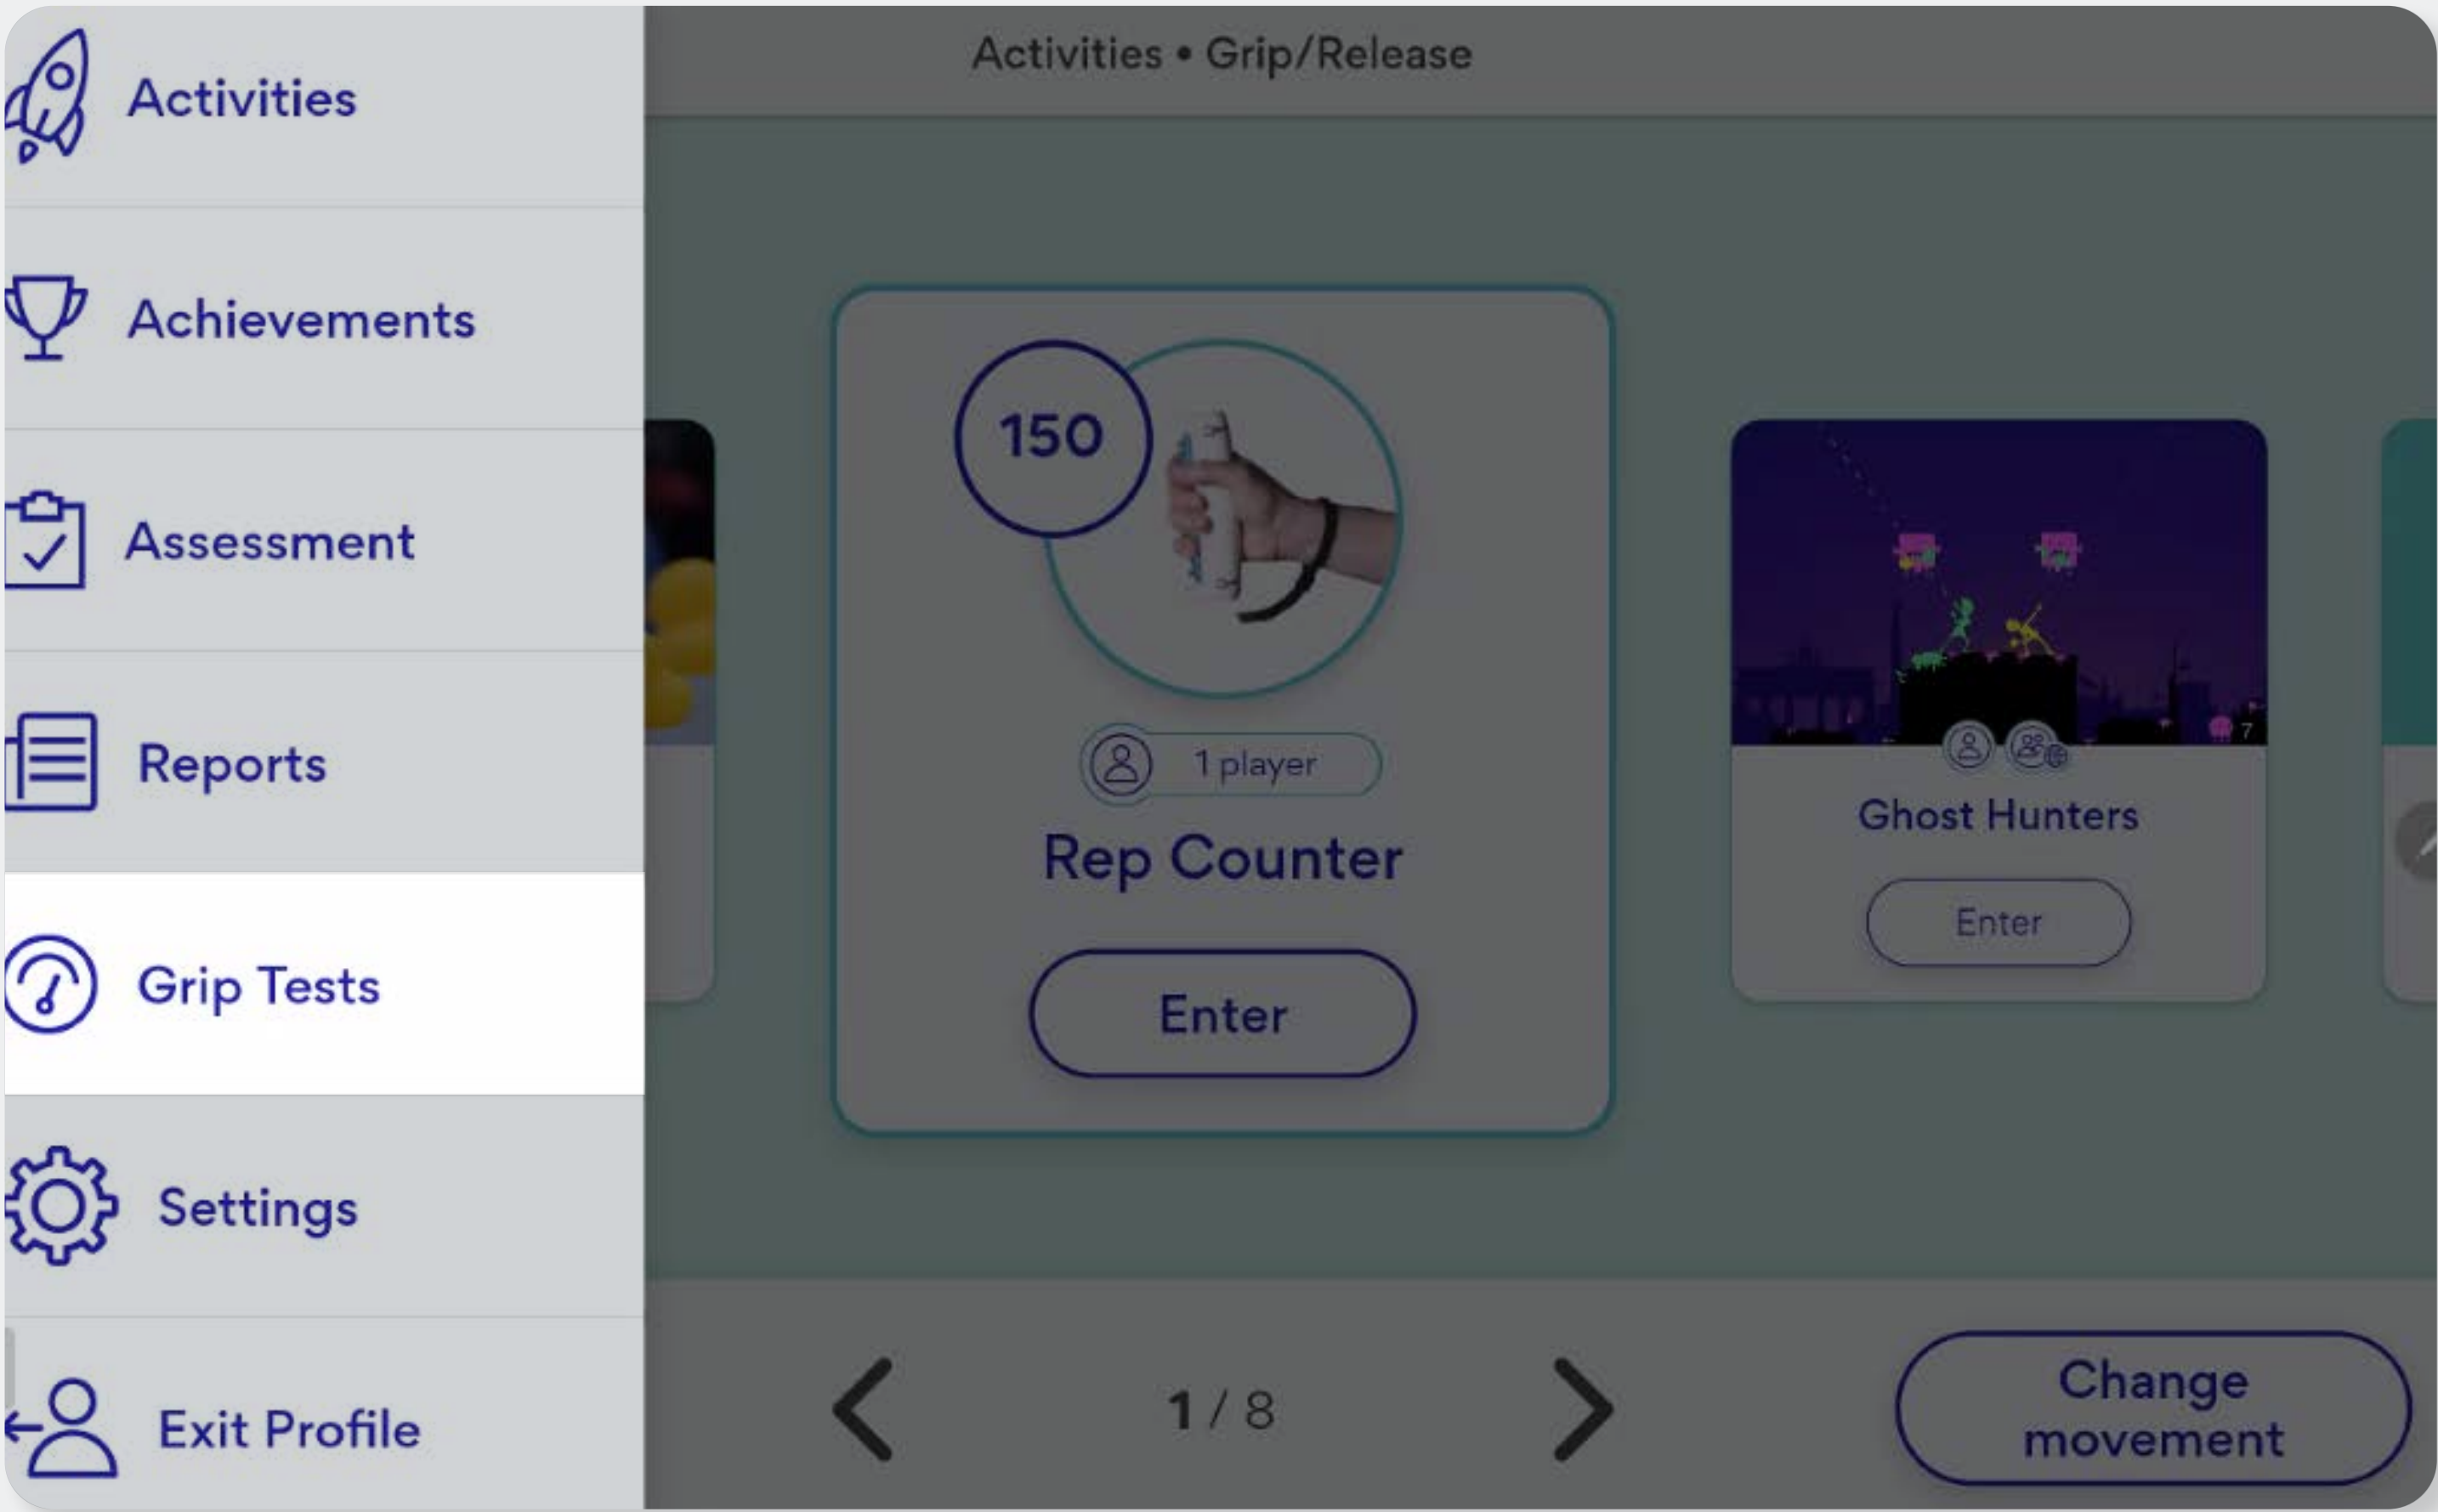 Activities
Achievements
Assessment
Reports
Grip Tests
Settings
Exit Profile
Activities • Grip/Release
150
1 player
Rep Counter
Enter
7
Ghost Hunters
Enter
1 / 8
Change
movement